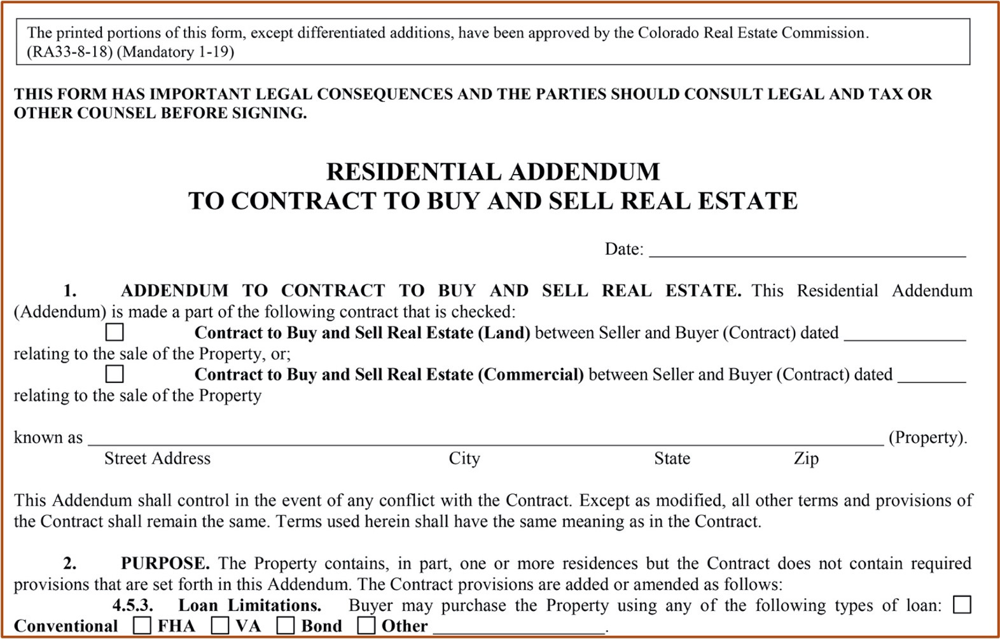 The printed portions of this form, except differentiated additions, have been approved by the Colorado Real Estate Commission.
(RA33-8-18) (Mandatory 1-19)
THIS FORM HAS IMPORTANT LEGAL CONSEQUENCES AND THE PARTIES SHOULD CONSULT LEGAL AND TAX OR
OTHER COUNSEL BEFORE SIGNING.
RESIDENTIAL ADDENDUM
TO CONTRACT TO BUY AND SELL REAL ESTATE
Date: ____________________
1. ADDENDUM TO CONTRACT TO BUY AND SELL REAL ESTATE. This Residential Addendum
(Addendum) is made a part of the following contract that is checked:
☐ Contract to Buy and Sell Real Estate (Land) between Seller and Buyer (Contract) dated ____________
relating to the sale of the Property, or;
☐ Contract to Buy and Sell Real Estate (Commercial) between Seller and Buyer (Contract) dated ________
relating to the sale of the Property
known as ____________________ (Property).
Street Address City State Zip
This Addendum shall control in the event of any conflict with the Contract. Except as modified, all other terms and provisions of
the Contract shall remain the same. Terms used herein shall have the same meaning as in the Contract.
2. PURPOSE. The Property contains, in part, one or more residences but the Contract does not contain required
provisions that are set forth in this Addendum. The Contract provisions are added or amended as follows:
4.5.3. Loan Limitations. Buyer may purchase the Property using any of the following types of loan: ☐
Conventional ☐ FHA ☐ VA ☐ Bond ☐ Other ____________________.